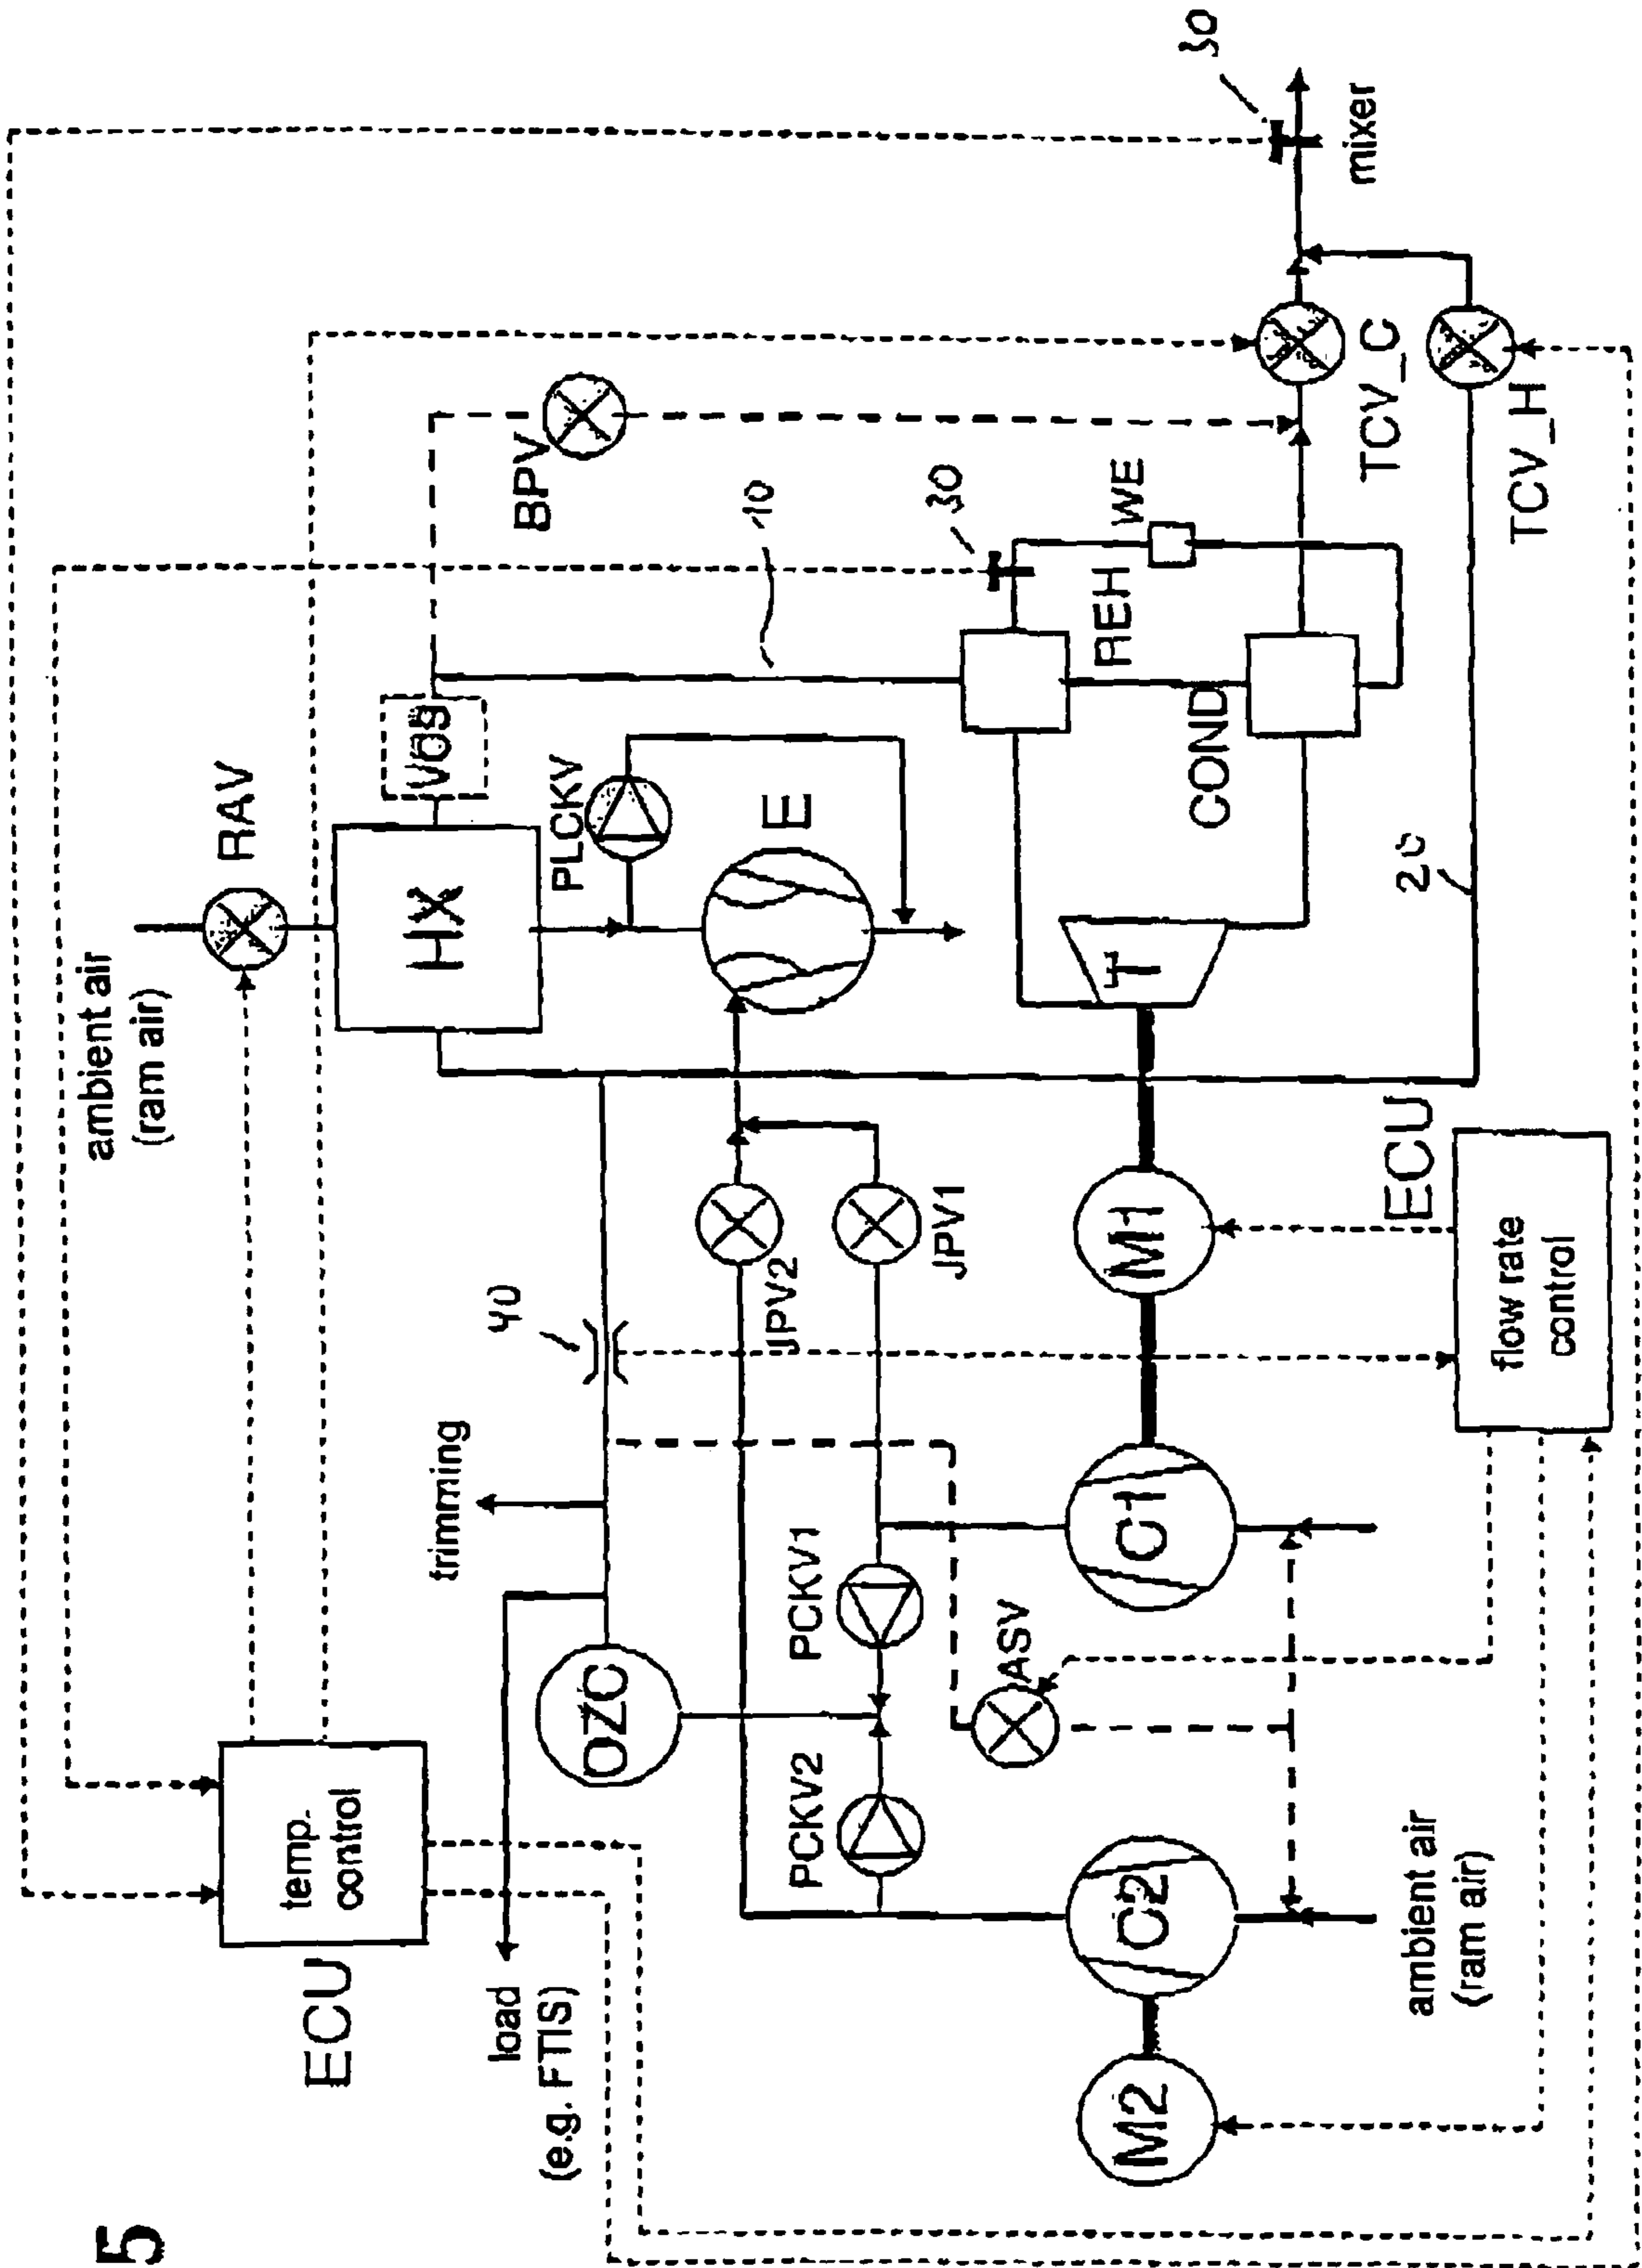 5
ECU
temp.
control
load
(e.g. FTIS)
trimming
40
ambient air
(ram air)
RAV
HX
VOS
BPV
PLCKV
E
10
30
30
mixer
OZC
JPV2
JPV1
PCKV1
PCKV2
ASV
M2
C2
C1
M1
T
REH
WE
COND
TCV_C
TCV_H
20
ambient air
(ram air)
ECU
flow rate
control